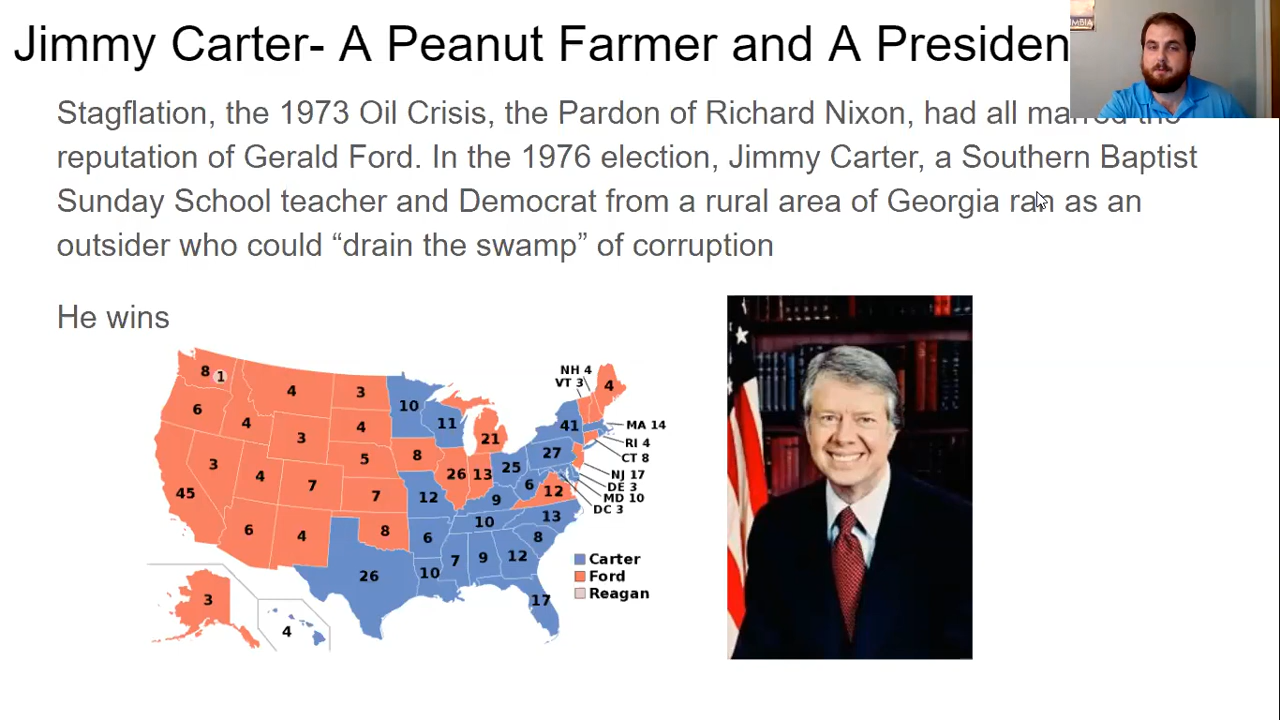 Jimmy Carter- A Peanut Farmer and A Presiden
Stagflation, the 1973 Oil Crisis, the Pardon of Richard Nixon, had all marred the
reputation of Gerald Ford. In the 1976 election, Jimmy Carter, a Southern Baptist
Sunday School teacher and Democrat from a rural area of Georgia ran as an
outsider who could “drain the swamp” of corruption
He wins
8 1
6
4
4
3
3
4
5
7
3
4
7
45
6
4
8
26
10
11
8
26
13
21
12
6
10
7
9
12
17
10
9
25
6
27
41
12
13
8
NH 4
VT 3
4
MA 14
RI 4
CT 8
NJ 17
DE 3
MD 10
DC 3
3
4
Carter
Ford
Reagan